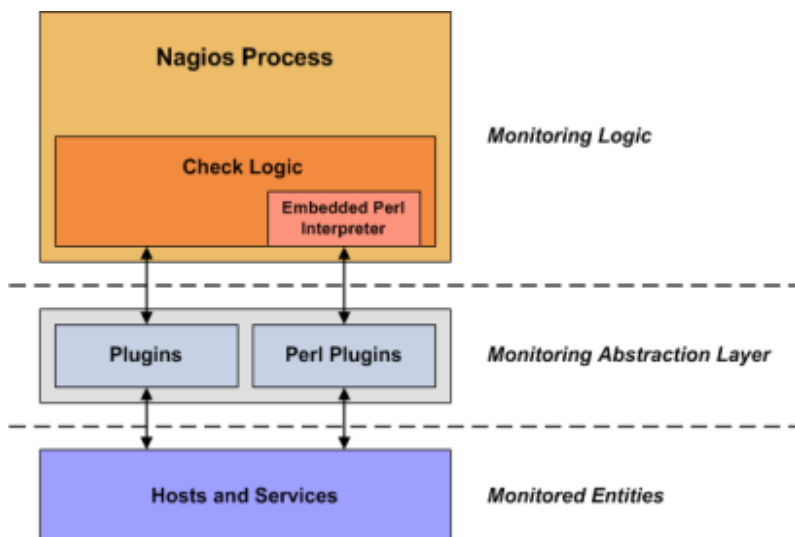 Nagios Process
Monitoring Logic
Check Logic
Embedded Perl
Interpreter
Plugins
Perl Plugins
Monitoring Abstraction Layer
Hosts and Services
Monitored Entities